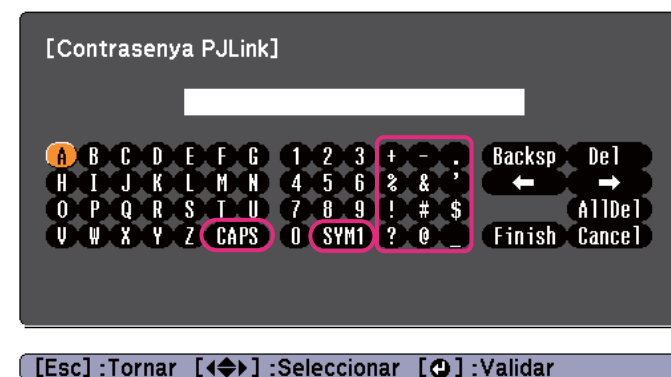 [Contrasenya PJLink]
A B C D E F G 1 2 3 + - . Backsp Del
H I J K L M N 4 5 6 % & ' ← →
O P Q R S T U 7 8 9 ! # $ AllDel
V W X Y Z CAPS 0 SYM1 ? @ _ Finish Cancel
[Esc] :Tornar [◀◆▶] :Seleccionar [↵] :Validar